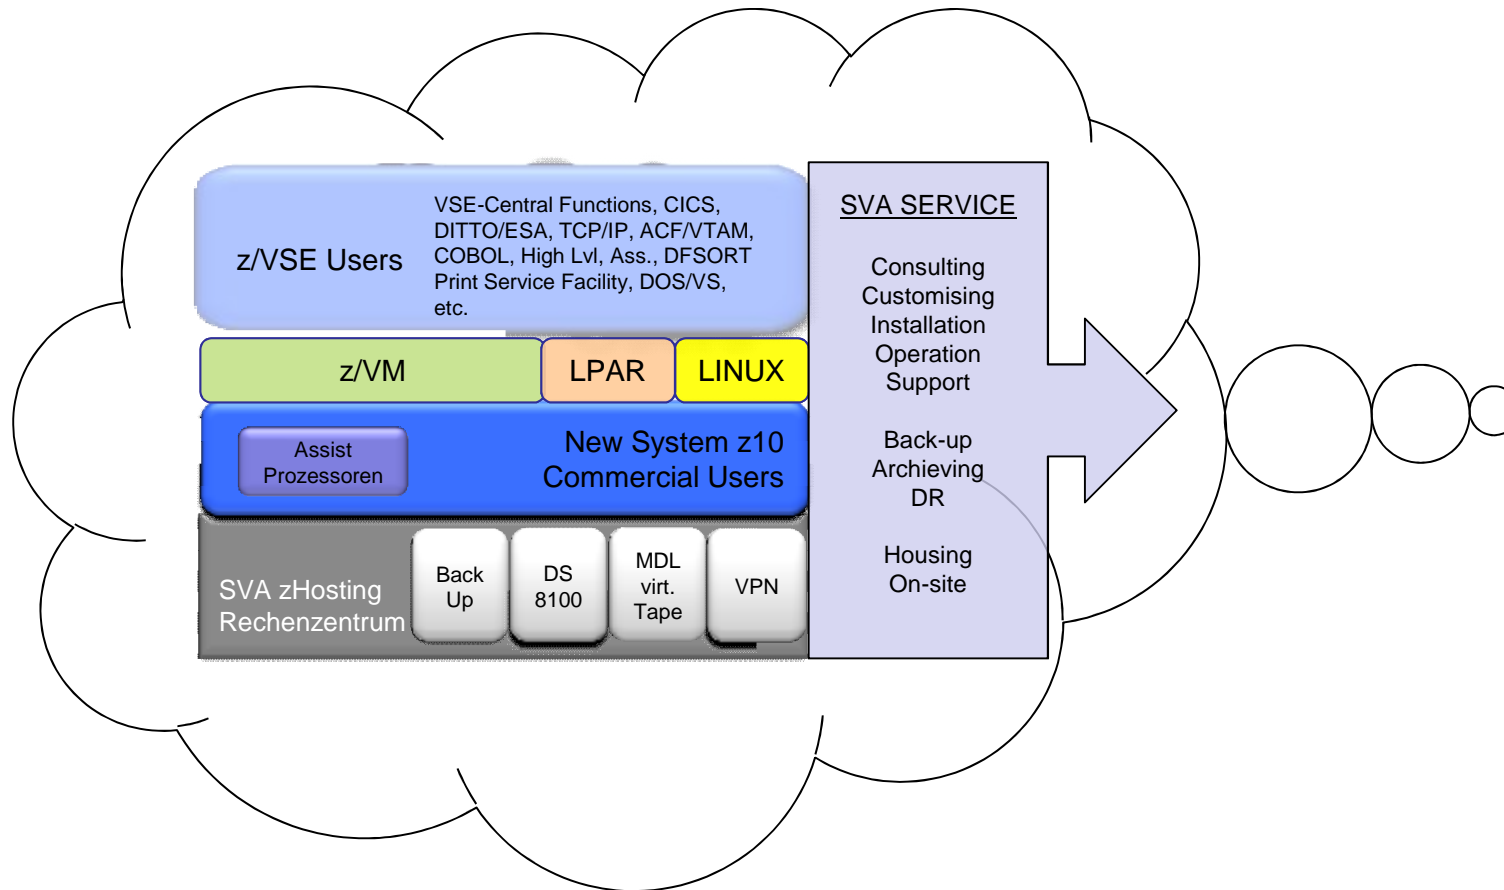 z/VSE Users
VSE-Central Functions, CICS,
DITTO/ESA, TCP/IP, ACF/VTAM,
COBOL, High Lvl, Ass., DFSORT
Print Service Facility, DOS/VS,
etc.
z/VM
LPAR
LINUX
Assist
Prozessoren
New System z10
Commercial Users
SVA zHosting
Rechenzentrum
Back
Up
DS
8100
MDL
virt.
Tape
VPN
SVA SERVICE
Consulting
Customising
Installation
Operation
Support
Back-up
Archieving
DR
Housing
On-site